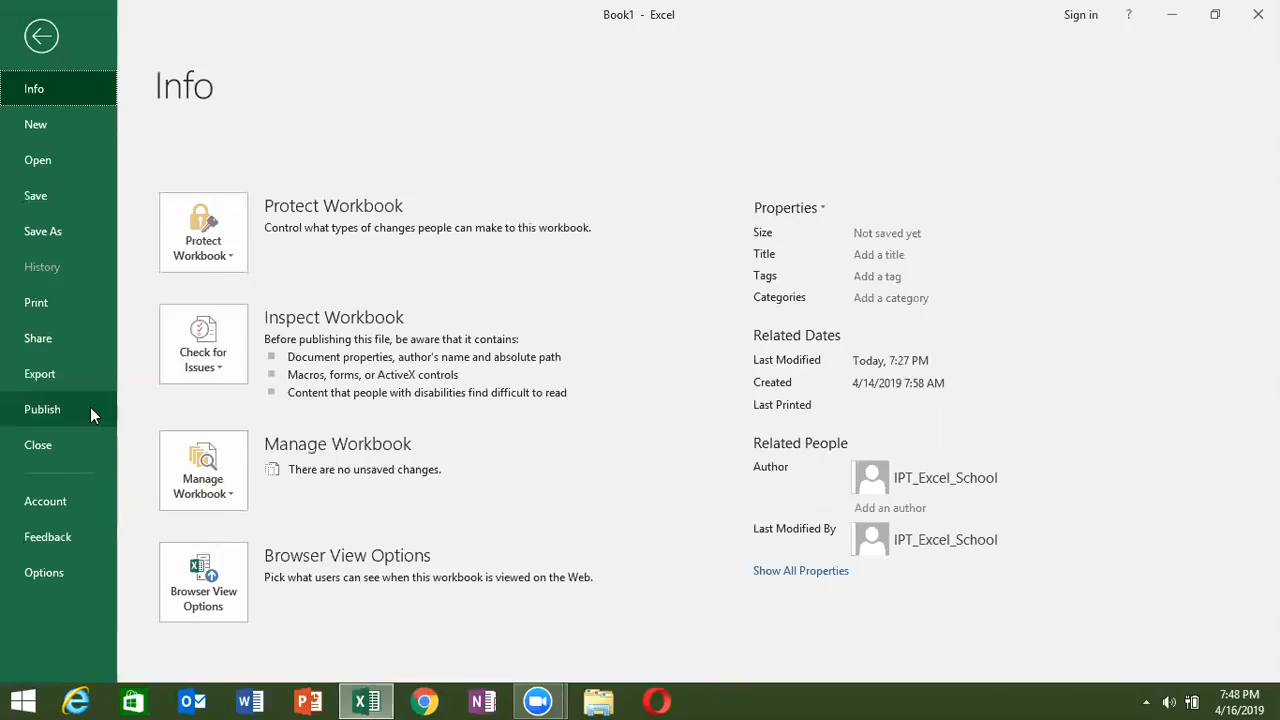 Book1 - Excel
Sign in
?
Info
New
Open
Save
Save As
History
Print
Share
Export
Publish
Close
Account
Feedback
Options
Info
Protect
Workbook
Protect Workbook
Control what types of changes people can make to this workbook.
Check for
Issues
Inspect Workbook
Before publishing this file, be aware that it contains:
Document properties, author's name and absolute path
Macros, forms, or ActiveX controls
Content that people with disabilities find difficult to read
Manage
Workbook
Manage Workbook
There are no unsaved changes.
Browser View
Options
Browser View Options
Pick what users can see when this workbook is viewed on the Web.
Properties
Size Not saved yet
Title Add a title
Tags Add a tag
Categories Add a category
Related Dates
Last Modified Today, 7:27 PM
Created 4/14/2019 7:58 AM
Last Printed
Related People
Author IPT_Excel_School
Add an author
Last Modified By IPT_Excel_School
Show All Properties
7:48 PM
4/16/2019